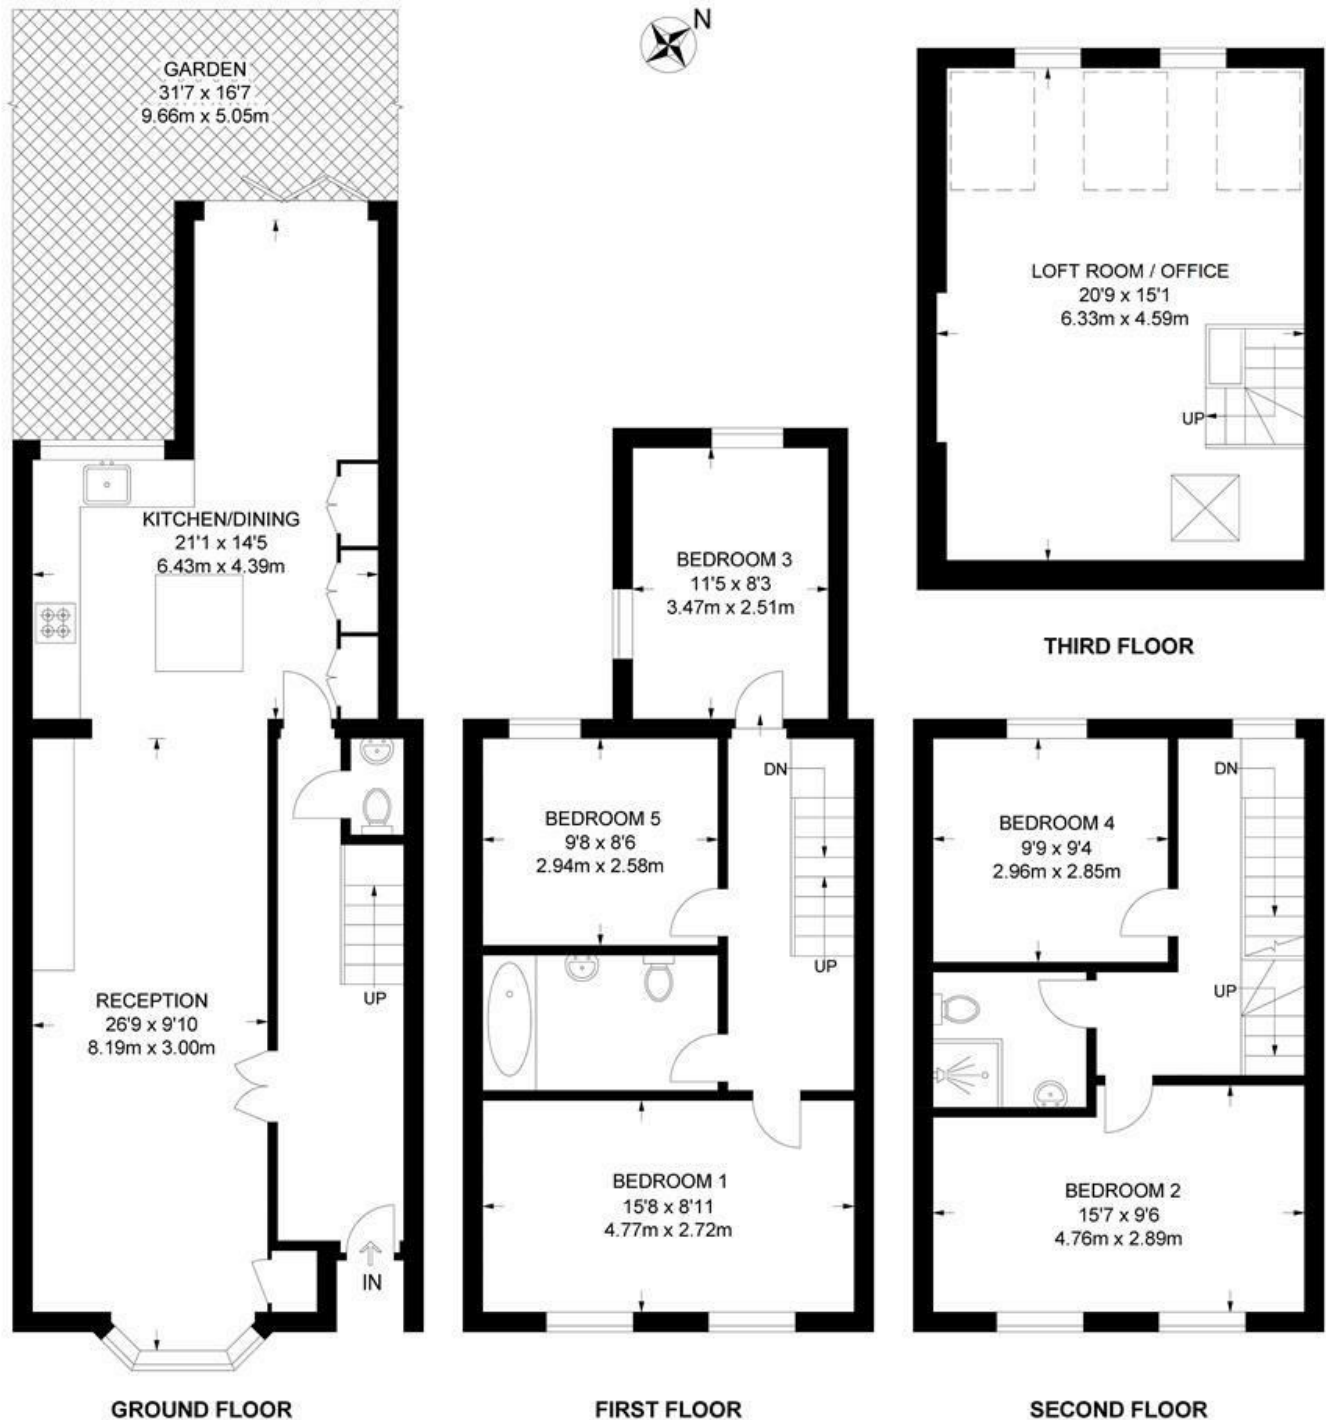 N
GARDEN
31'7 x 16'7
9.66m x 5.05m
KITCHEN/DINING
21'1 x 14'5
6.43m x 4.39m
RECEPTION
26'9 x 9'10
8.19m x 3.00m
UP
IN
GROUND FLOOR
BEDROOM 3
11'5 x 8'3
3.47m x 2.51m
BEDROOM 5
9'8 x 8'6
2.94m x 2.58m
DN
UP
BEDROOM 1
15'8 x 8'11
4.77m x 2.72m
FIRST FLOOR
LOFT ROOM / OFFICE
20'9 x 15'1
6.33m x 4.59m
UP
THIRD FLOOR
BEDROOM 4
9'9 x 9'4
2.96m x 2.85m
DN
UP
BEDROOM 2
15'7 x 9'6
4.76m x 2.89m
SECOND FLOOR